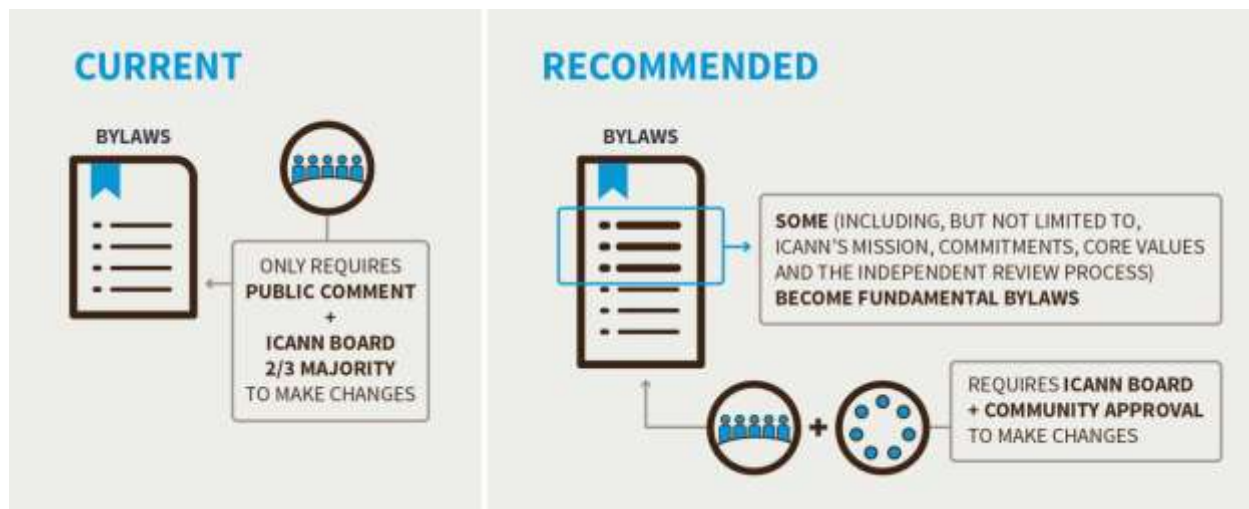 CURRENT
BYLAWS
ONLY REQUIRES
PUBLIC COMMENT
+
ICANN BOARD
2/3 MAJORITY
TO MAKE CHANGES
RECOMMENDED
BYLAWS
SOME (INCLUDING, BUT NOT LIMITED TO,
ICANN'S MISSION, COMMITMENTS, CORE VALUES
AND THE INDEPENDENT REVIEW PROCESS)
BECOME FUNDAMENTAL BYLAWS
+
REQUIRES ICANN BOARD
+ COMMUNITY APPROVAL
TO MAKE CHANGES